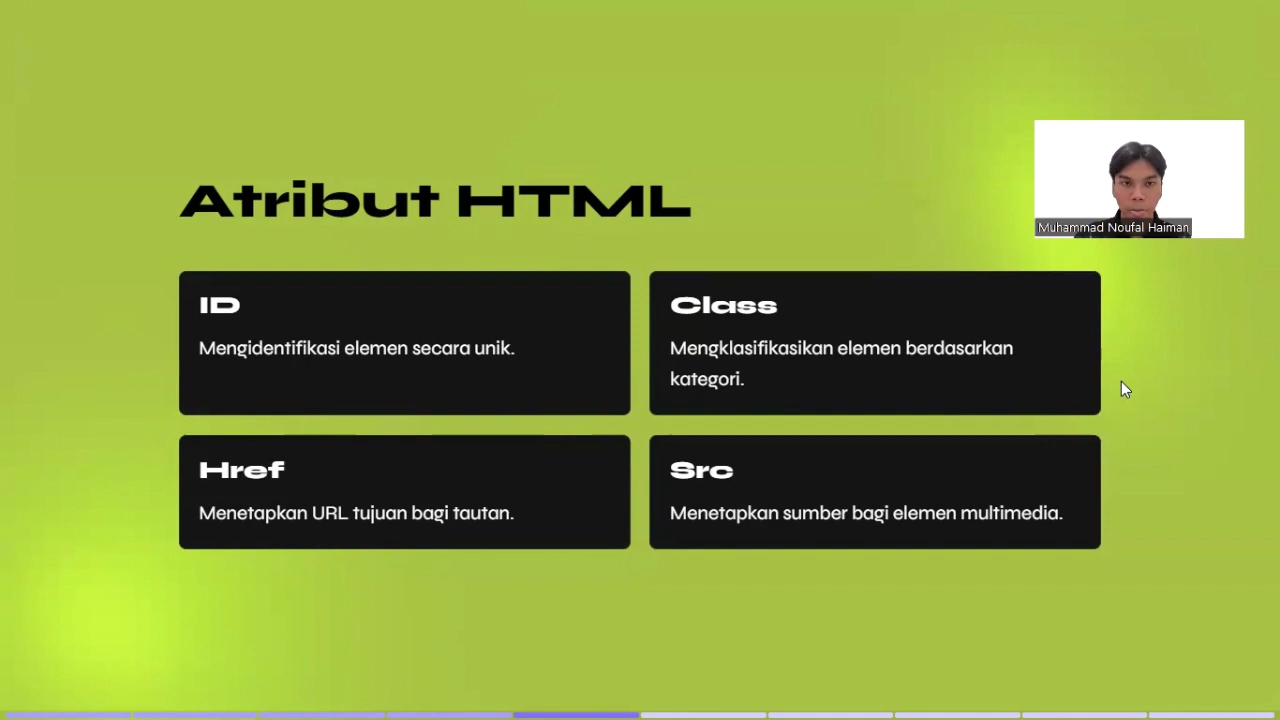 Atribut HTML
Muhammad Noufal Haiman
ID
Mengidentifikasi elemen secara unik.
Class
Mengklasifikasikan elemen berdasarkan
kategori.
Href
Menetapkan URL tujuan bagi tautan.
Src
Menetapkan sumber bagi elemen multimedia.